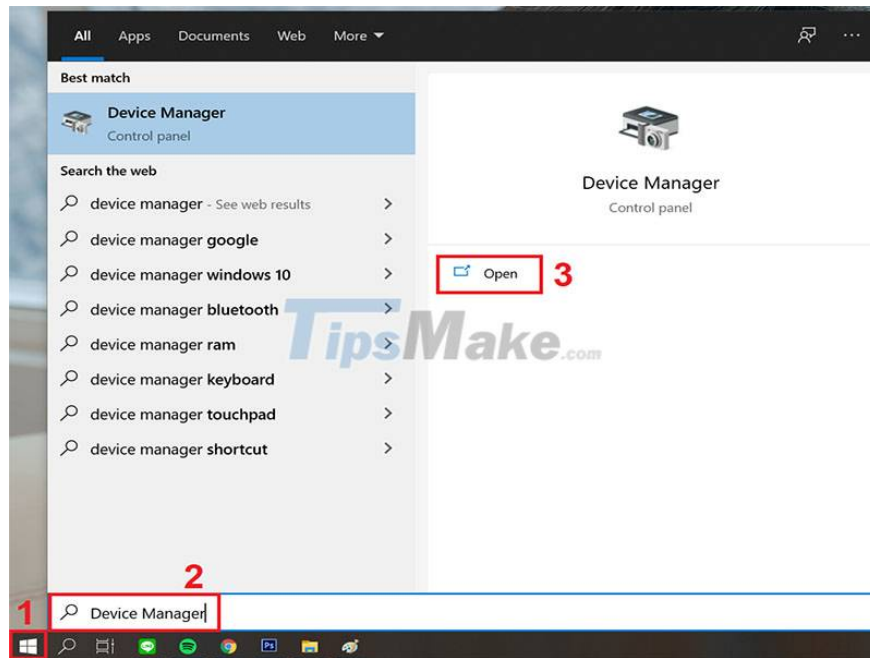 All Apps Documents Web More
Best match
Device Manager
Control panel
Search the web
device manager - See web results
device manager google
device manager windows 10
device manager bluetooth
device manager ram
device manager keyboard
device manager touchpad
device manager shortcut
Device Manager
Control panel
Open 3
TipsMake.com
2
1 Device Manager
Ps